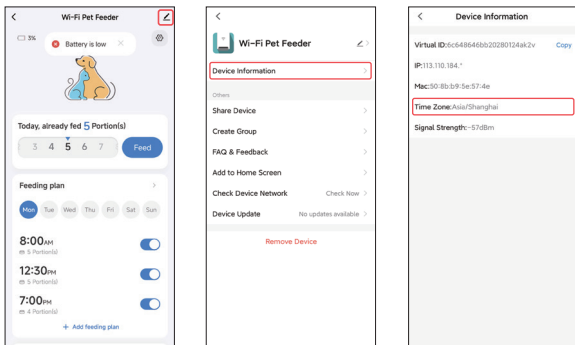 Wi-Fi Pet Feeder
3%
Battery is low
Today, already fed 5 Portion(s)
3 4 5 6 7 Feed
Feeding plan
Mon Tue Wed Thu Fri Sat Sun
8:00AM
5 Portion(s)
12:30PM
5 Portion(s)
7:00PM
4 Portion(s)
+ Add feeding plan
Wi-Fi Pet Feeder
Device Information
Others
Share Device
Create Group
FAQ & Feedback
Add to Home Screen
Check Device Network Check Now
Device Update No updates available
Remove Device
Device Information
Virtual ID:6c648646bb20280124ak2v Copy
IP:113.110.184.*
Mac:50:8b:b9:5e:57:4e
Time Zone:Asia/Shanghai
Signal Strength:-57dBm